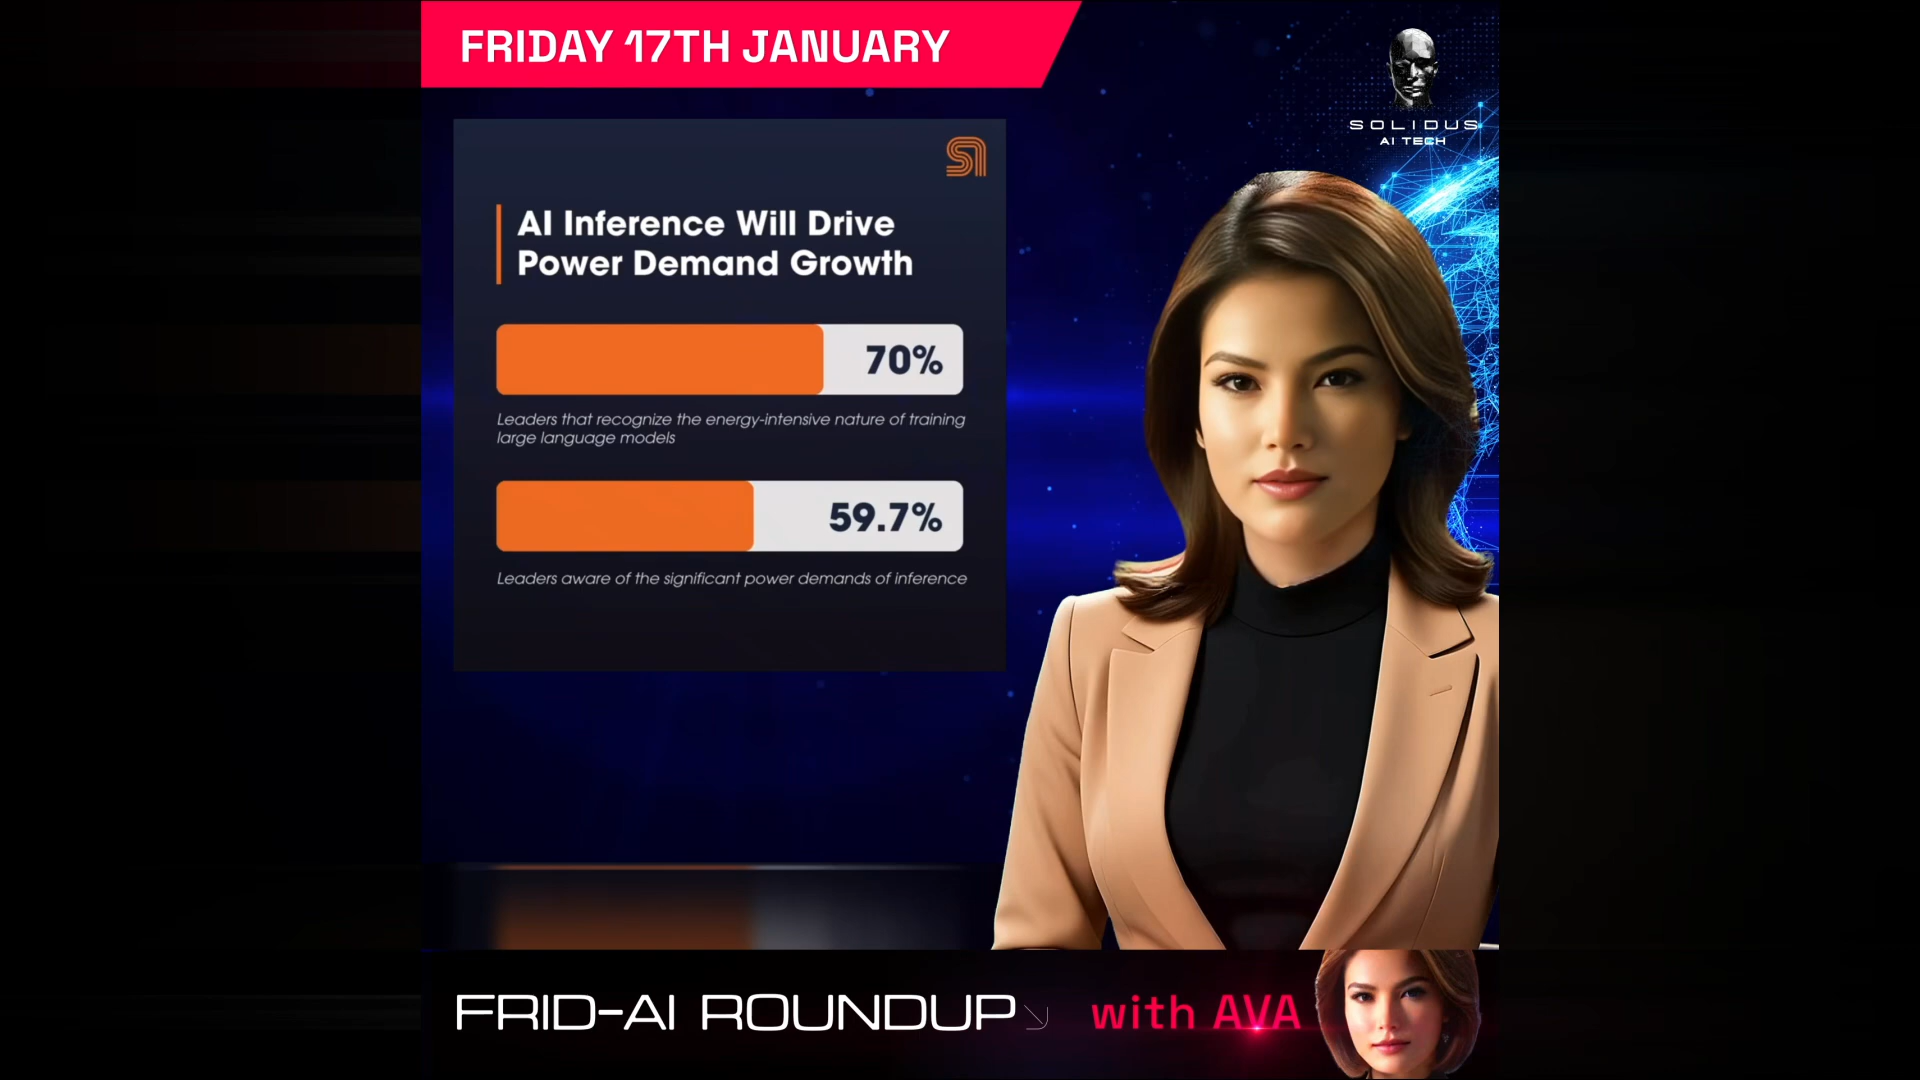 FRIDAY 17TH JANUARY
SOLIDUS
AI TECH
AI Inference Will Drive
Power Demand Growth
70%
Leaders that recognize the energy-intensive nature of training
large language models
59.7%
Leaders aware of the significant power demands of inference
FRID-AI ROUNDUP with AVA